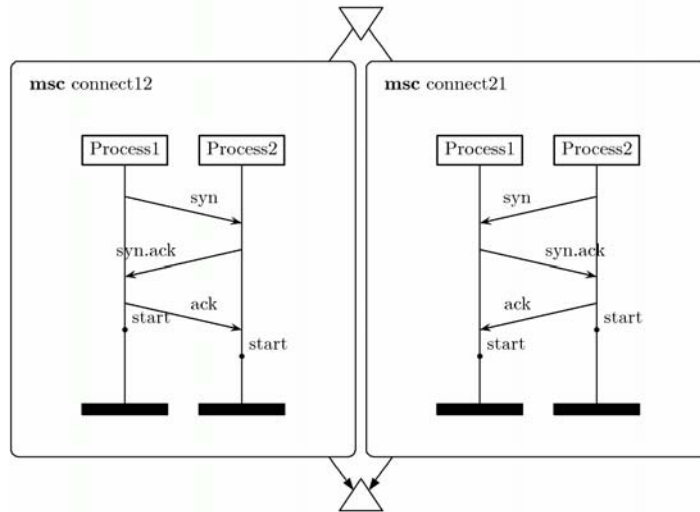 msc connect12
Process1 Process2
syn
syn.ack
ack
start
start
msc connect21
Process1 Process2
syn
syn.ack
ack
start
start